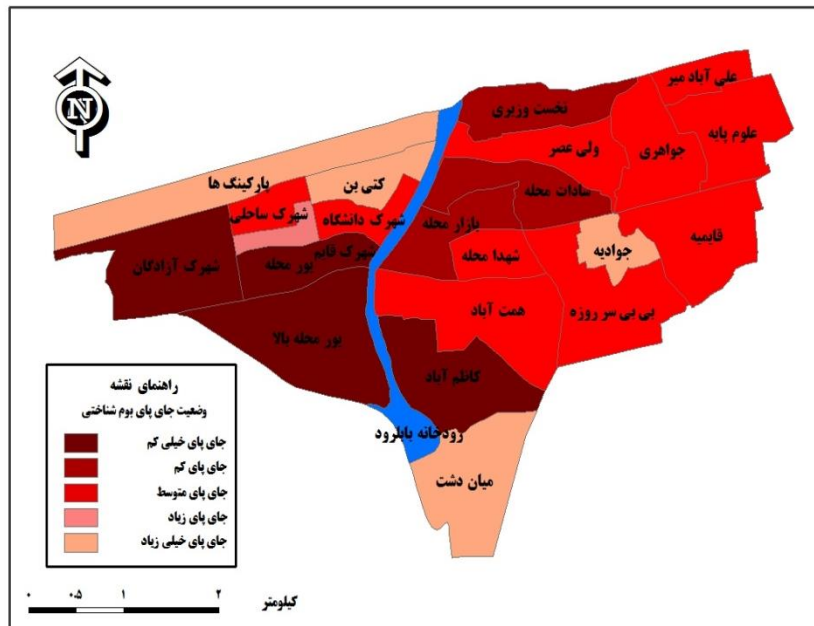 N
علی آباد میر
نخست وزیری
علوم پایه
ولی عصر
جواهری
کتی بن
پارکینگ ها
سادات محله
شهرک ساحلی
شهرک دانشگاه
بازار محله
قایمیه
جوادیه
شهرک قایم
شهدا محله
پور محله
شهرک آزادگان
همت آباد
بی بی سر روزه
پور محله بالا
کاظم آباد
رودخانه بابلرود
میان دشت
راهنمای نقشه
وضعیت جای پای بوم شناختی
جای پای خیلی کم
جای پای کم
جای پای متوسط
جای پای زیاد
جای پای خیلی زیاد
۰ ۰.۵ ۱ ۲ کیلومتر